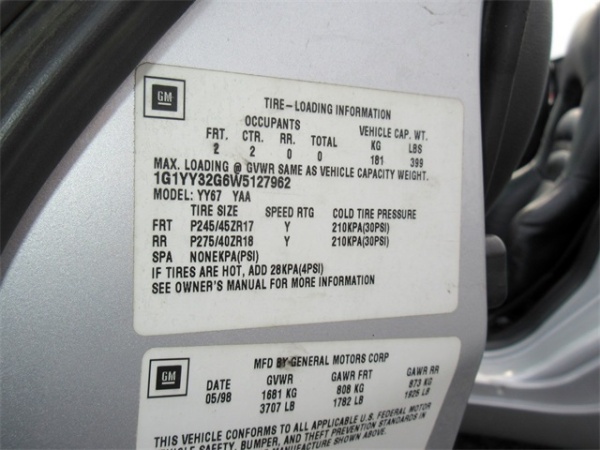 GM
TIRE-LOADING INFORMATION
OCCUPANTS VEHICLE CAP. WT.
FRT. CTR. RR. TOTAL KG LBS
2 2 0 0 181 399
MAX. LOADING @ GVWR SAME AS VEHICLE CAPACITY WEIGHT.
1G1YY32G6W5127962
MODEL: YY67 YAA
TIRE SIZE SPEED RTG COLD TIRE PRESSURE
FRT P245/45ZR17 Y 210KPA(30PSI)
RR P275/40ZR18 Y 210KPA(30PSI)
SPA NONEKPA(PSI)
IF TIRES ARE HOT, ADD 28KPA(4PSI)
SEE OWNER'S MANUAL FOR MORE INFORMATION
GM
MFD BY GENERAL MOTORS CORP
DATE GVWR GAWR FRT GAWR RR
05/98 1681 KG 808 KG 873 KG
3707 LB 1782 LB 1925 LB
THIS VEHICLE CONFORMS TO ALL APPLICABLE U.S. FEDERAL MOTOR
VEHICLE SAFETY, BUMPER, AND THEFT PREVENTION